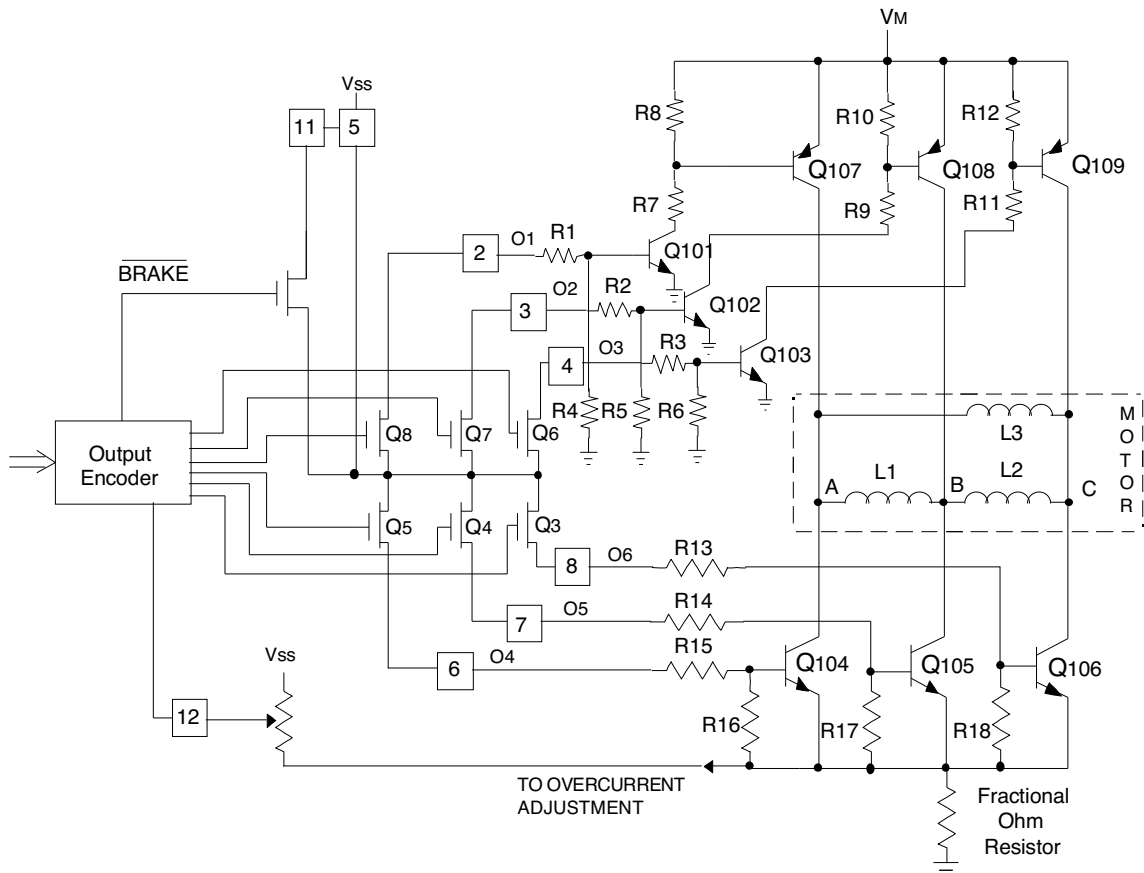 VM
Vss
R8
R10
R12
11
5
Q107
Q108
Q109
R7
R9
R11
2
O1
R1
Q101
BRAKE
3
O2
R2
Q102
4
O3
R3
Q103
R4
R5
R6
Q8
Q7
Q6
Output
Encoder
L3
M
O
T
O
R
A
L1
B
L2
C
Q5
Q4
Q3
8
O6
R13
7
O5
R14
6
O4
R15
Q104
Q105
Q106
Vss
12
R16
R17
R18
TO OVERCURRENT
ADJUSTMENT
Fractional
Ohm
Resistor